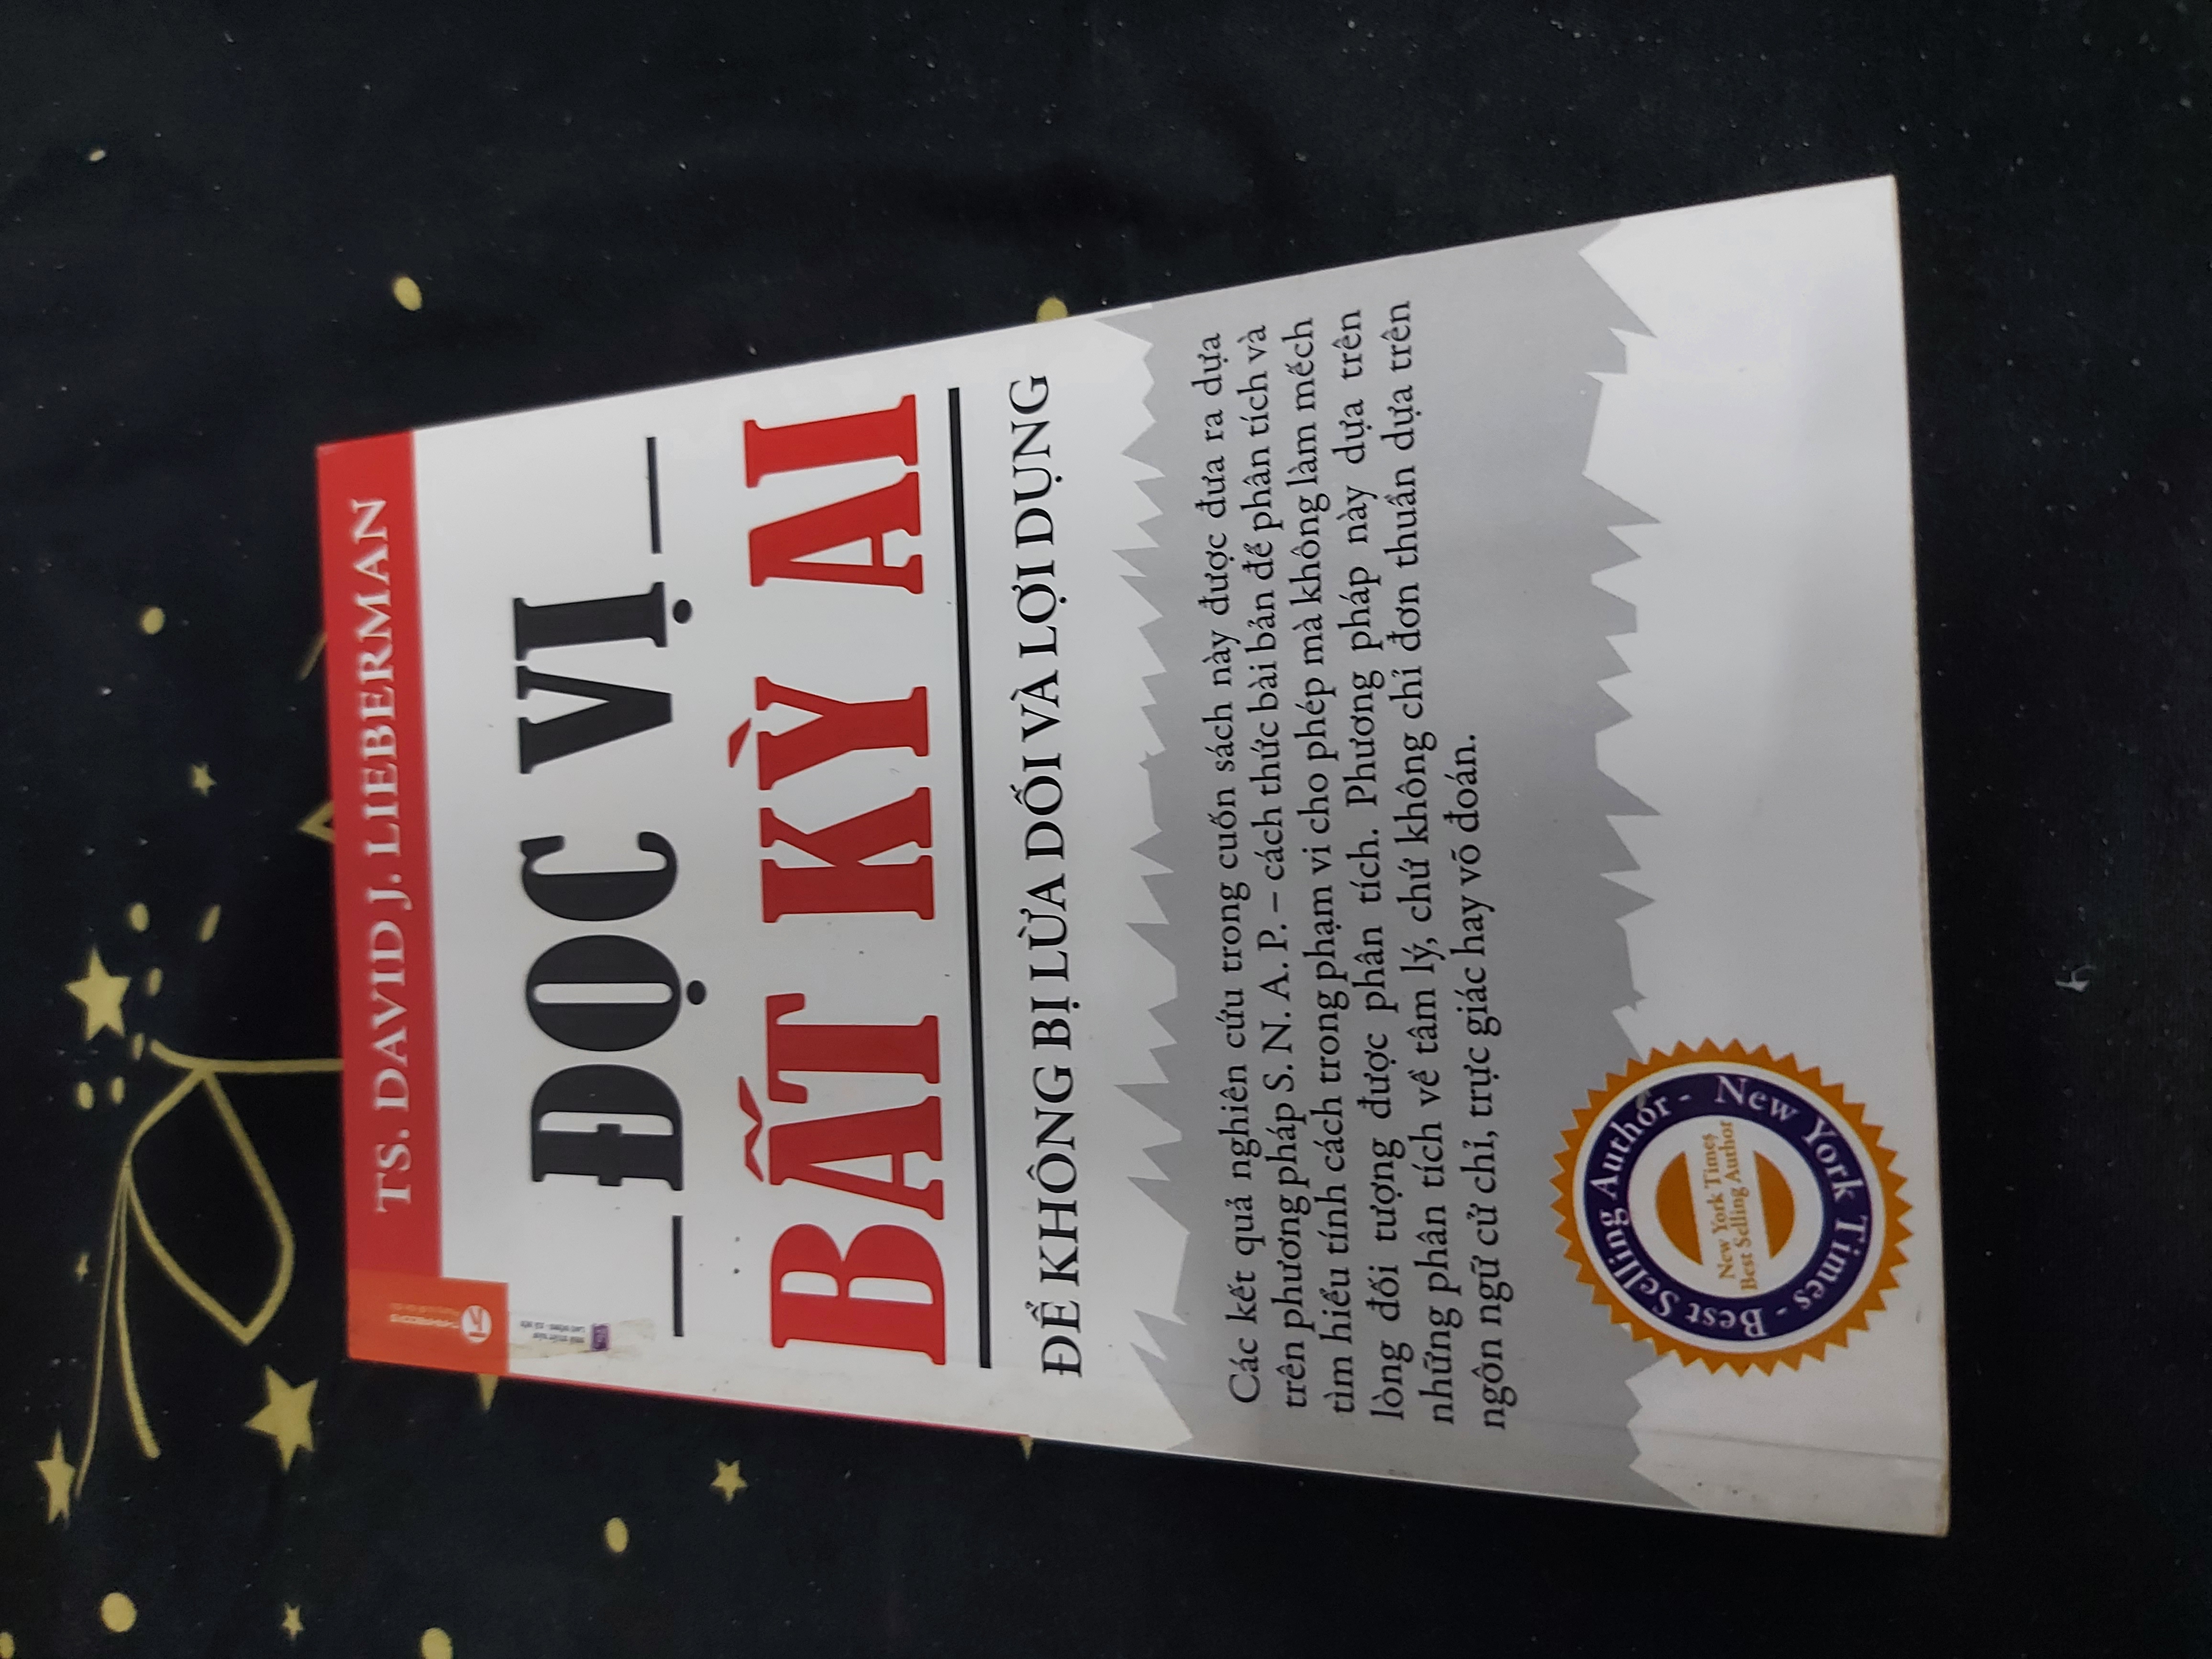 TS. DAVID J. LIEBERMAN
ĐỌC VỊ
BẤT KỲ AI
ĐỂ KHÔNG BỊ LỪA DỐI VÀ LỢI DỤNG
Các kết quả nghiên cứu trong cuốn sách này được đưa ra dựa
trên phương pháp S. N. A. P. – cách thức bài bản để phân tích và
tìm hiểu tính cách trong phạm vi cho phép mà không làm mếch
lòng đối tượng được phân tích. Phương pháp này dựa trên
những phân tích về tâm lý, chứ không chỉ đơn thuần dựa trên
ngôn ngữ cử chỉ, trực giác hay võ đoán.
Best Selling Author - New York Times -
New York Times
Best Selling Author